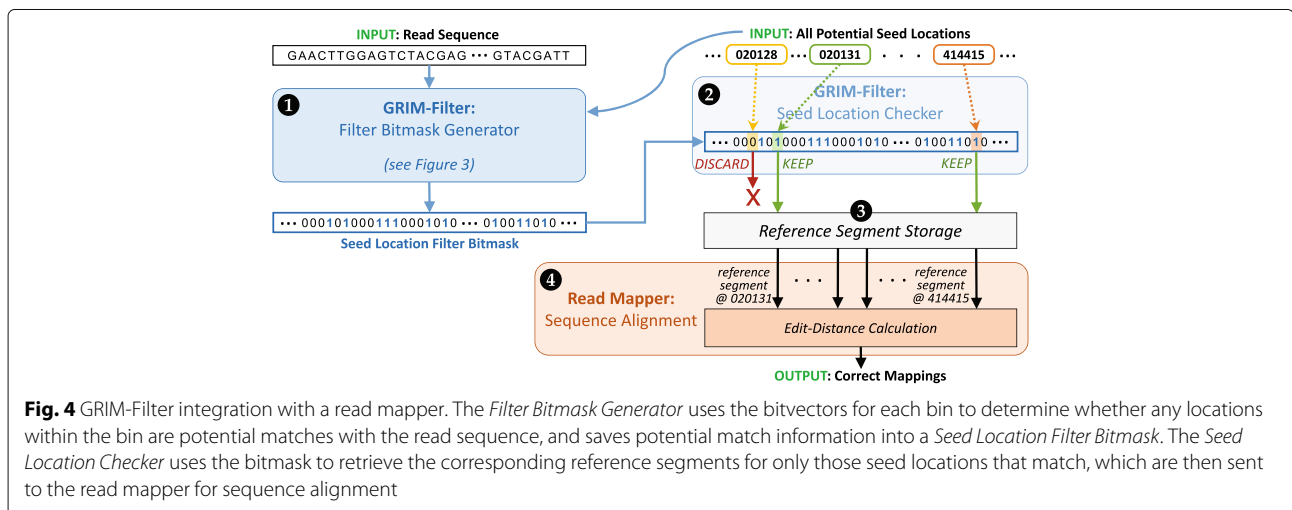 INPUT: Read Sequence
GAACTTGGAGTCTACGAG ••• GTACGATT
INPUT: All Potential Seed Locations
••• 020128 ••• 020131 · · · 414415 •••
1
GRIM-Filter:
Filter Bitmask Generator
(see Figure 3)
2
GRIM-Filter:
Seed Location Checker
••• 0001010001110001010 ••• 010011010 •••
DISCARD KEEP KEEP
X
••• 0001010001110001010 ••• 010011010 •••
Seed Location Filter Bitmask
3
Reference Segment Storage
4
Read Mapper:
Sequence Alignment
reference
segment
@ 020131
· · ·
· · ·
reference
segment
@ 414415
Edit-Distance Calculation
OUTPUT: Correct Mappings
Fig. 4 GRIM-Filter integration with a read mapper. The Filter Bitmask Generator uses the bitvectors for each bin to determine whether any locations
within the bin are potential matches with the read sequence, and saves potential match information into a Seed Location Filter Bitmask. The Seed
Location Checker uses the bitmask to retrieve the corresponding reference segments for only those seed locations that match, which are then sent
to the read mapper for sequence alignment